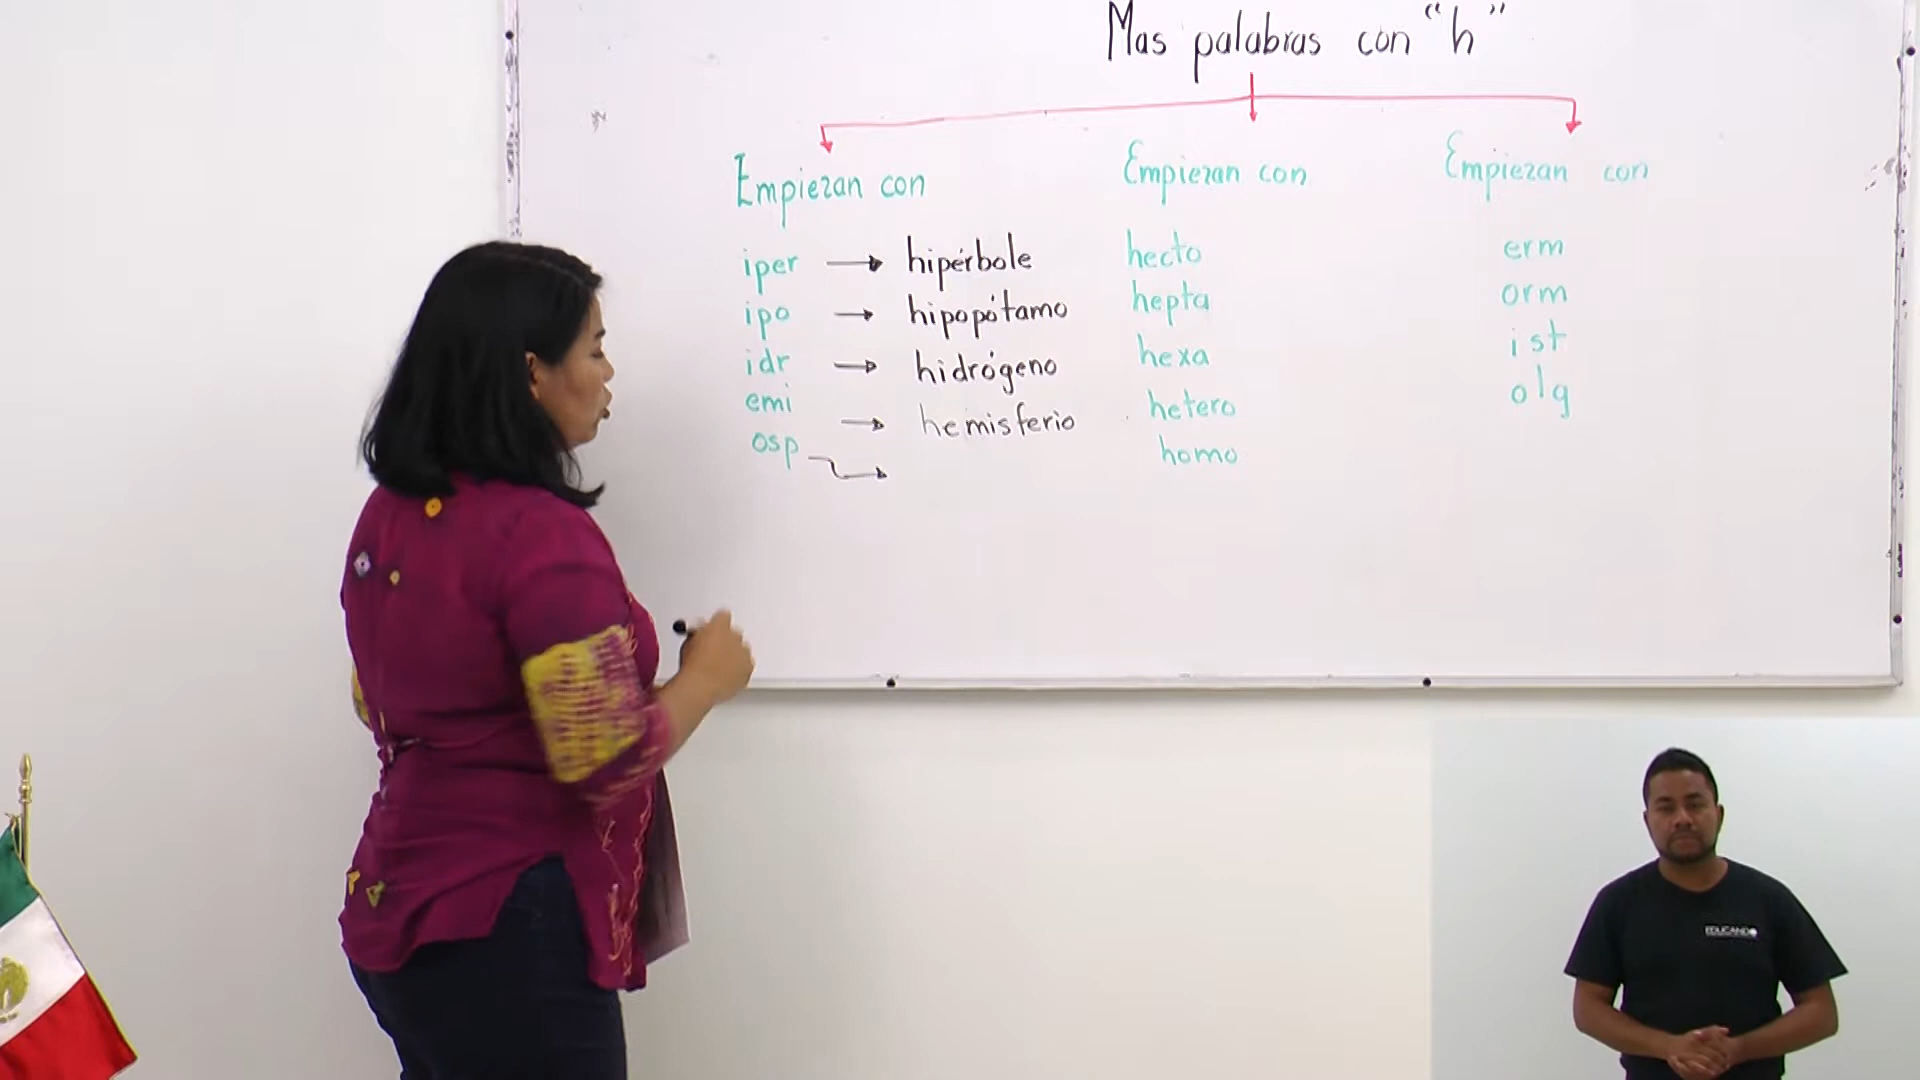 Mas palabras con "h"
Empiezan con
iper → hipérbole
ipo → hipopótamo
idr → hidrógeno
emi → hemisferio
osp →
Empiezan con
hecto
hepta
hexa
hetero
homo
Empiezan con
erm
orm
ist
olg
EDUCANDO